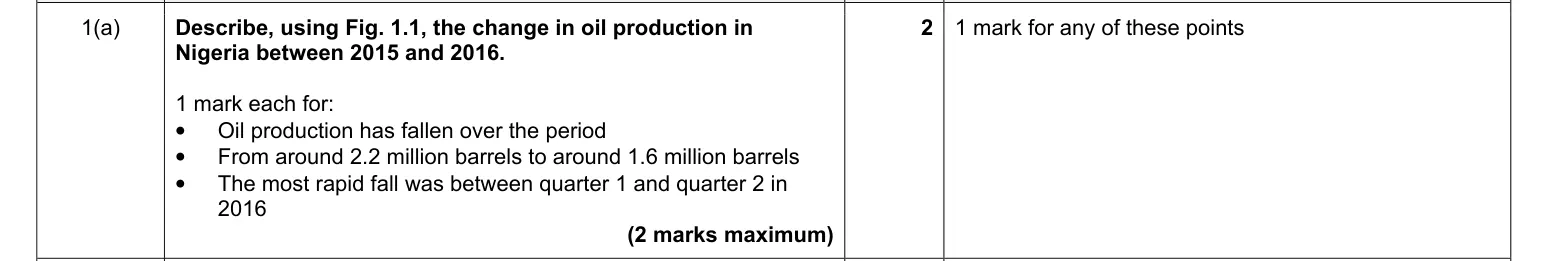 1(a)
Describe, using Fig. 1.1, the change in oil production in
Nigeria between 2015 and 2016.
1 mark each for:
• Oil production has fallen over the period
• From around 2.2 million barrels to around 1.6 million barrels
• The most rapid fall was between quarter 1 and quarter 2 in
2016
(2 marks maximum)
2
1 mark for any of these points